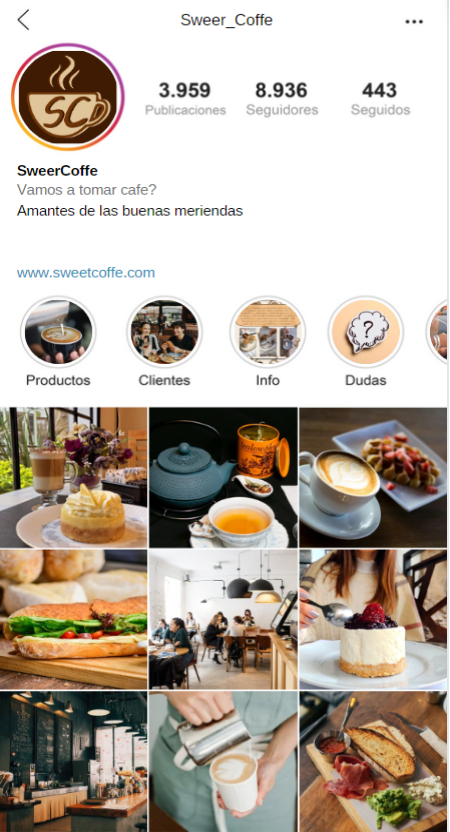 Sweer_Coffe
SC
3.959 8.936 443
Publicaciones Seguidores Seguidos
SweerCoffe
Vamos a tomar cafe?
Amantes de las buenas meriendas
www.sweetcoffe.com
?
Productos Clientes Info Dudas